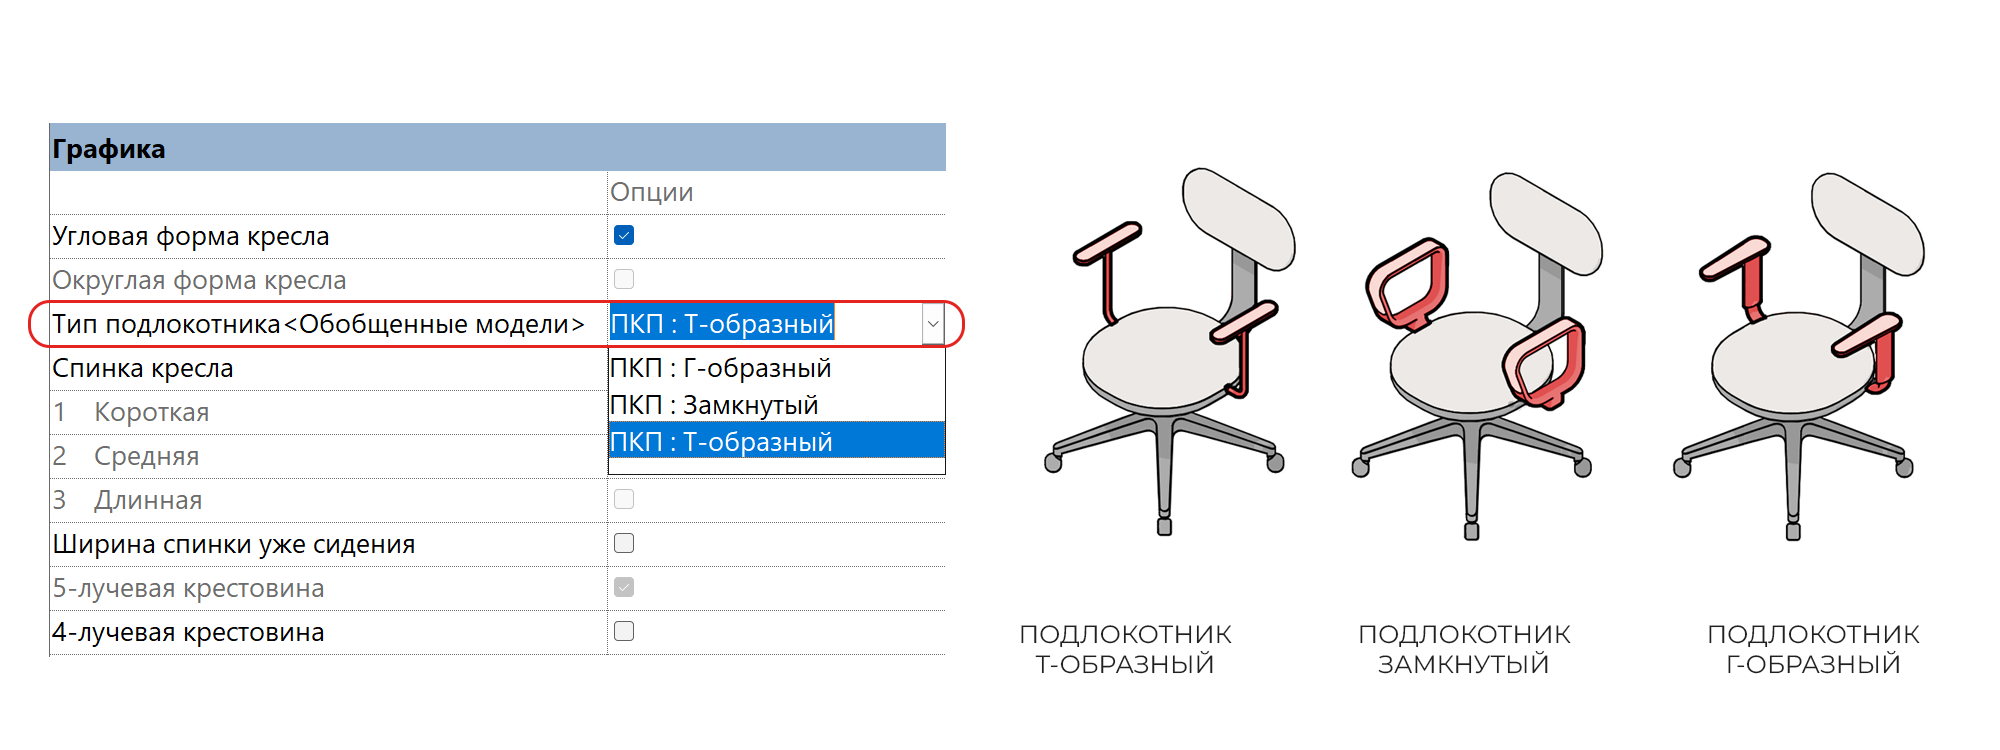 Графика
Опции
Угловая форма кресла
Округлая форма кресла
Тип подлокотника<Обобщенные модели> ПКП : Т-образный
Спинка кресла ПКП : Г-образный
1 Короткая ПКП : Замкнутый
2 Средняя ПКП : Т-образный
3 Длинная
Ширина спинки уже сидения
5-лучевая крестовина
4-лучевая крестовина
ПОДЛОКОТНИК
Т-ОБРАЗНЫЙ
ПОДЛОКОТНИК
ЗАМКНУТЫЙ
ПОДЛОКОТНИК
Г-ОБРАЗНЫЙ